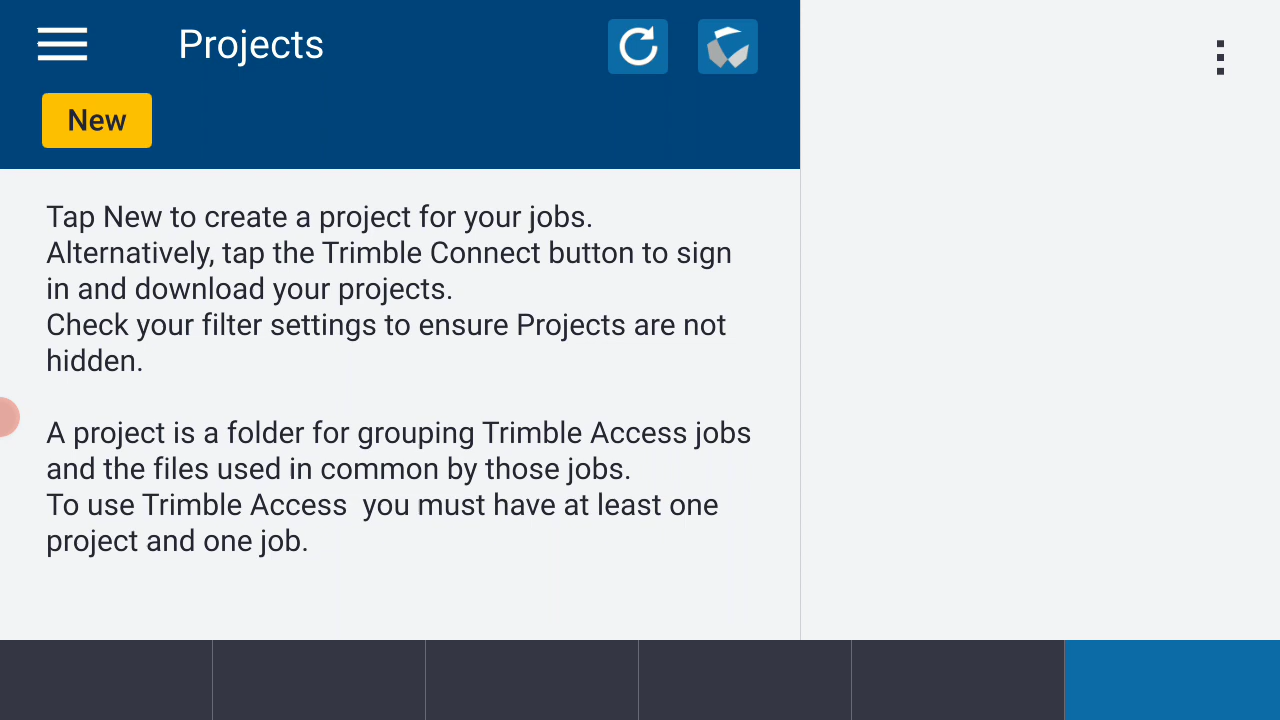 Projects
New
Tap New to create a project for your jobs.
Alternatively, tap the Trimble Connect button to sign
in and download your projects.
Check your filter settings to ensure Projects are not
hidden.
A project is a folder for grouping Trimble Access jobs
and the files used in common by those jobs.
To use Trimble Access  you must have at least one
project and one job.